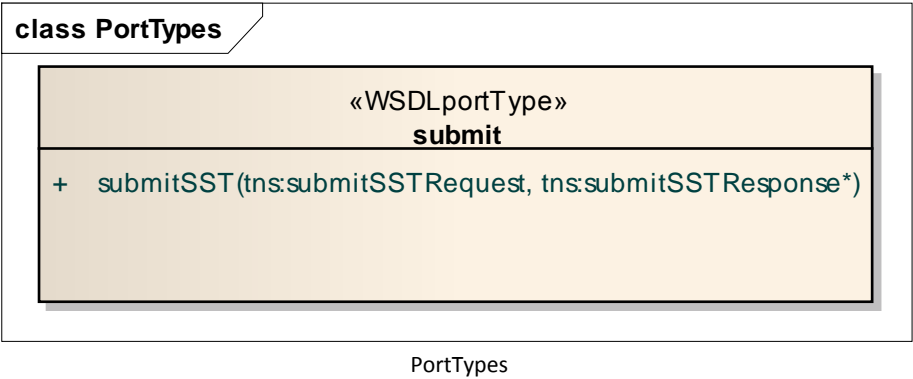 class PortTypes
«WSDLportType»
submit
+ submitSST(tns:submitSSTRequest, tns:submitSSTResponse*)
PortTypes